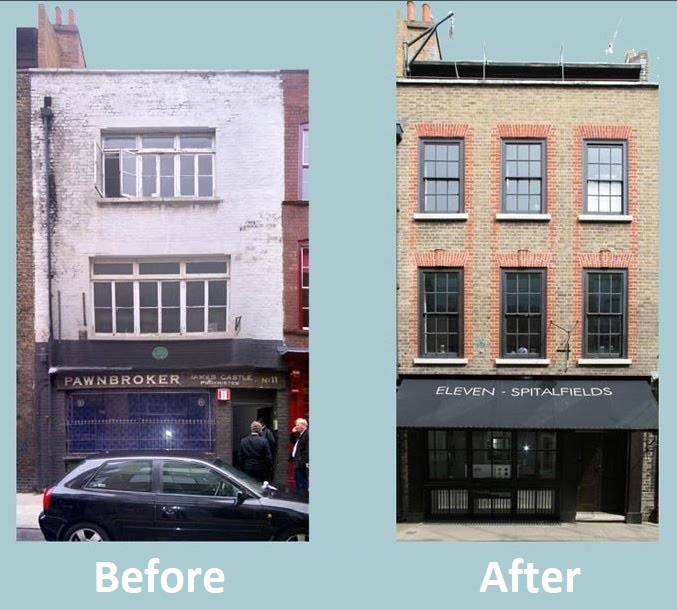 PAWNBROKER
JAMES CASTLE
PROPRIETOR
No 11
ELEVEN - SPITALFIELDS
Before
After